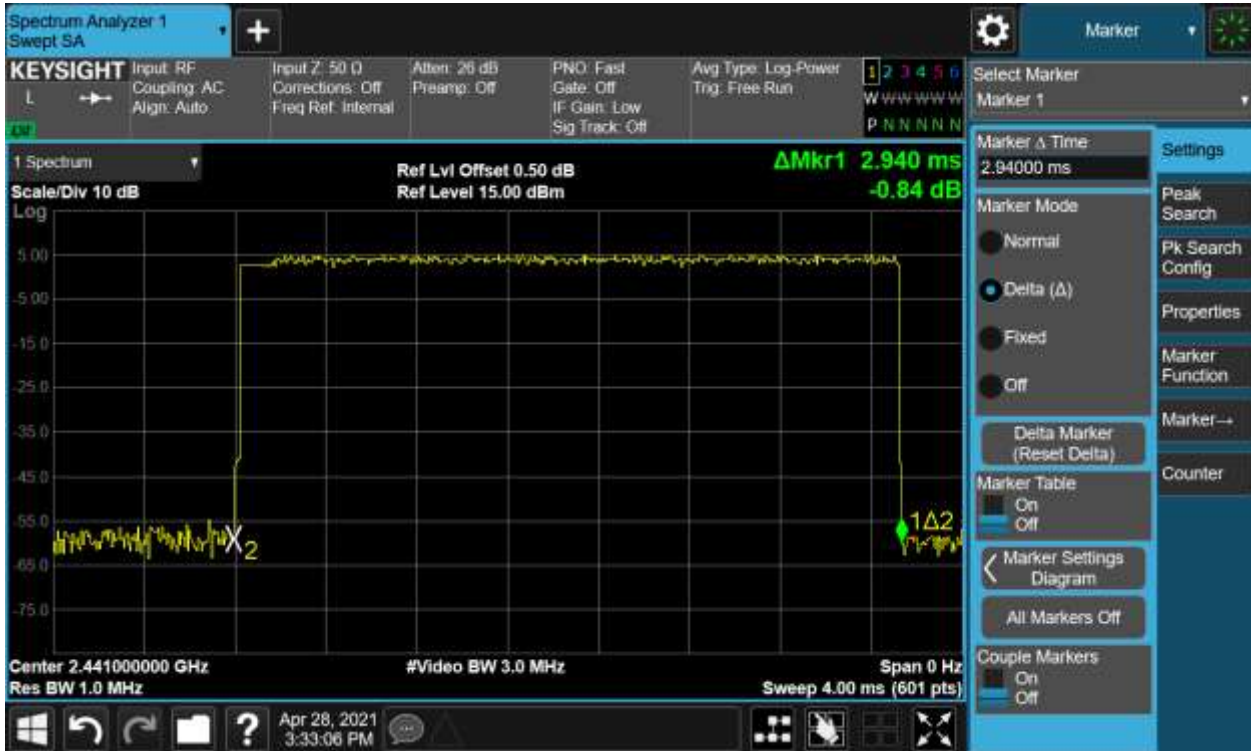 Spectrum Analyzer 1
Swept SA
+
Marker
KEYSIGHT
L
Input: RF
Coupling: AC
Align: Auto
Input Z: 50 Ω
Corrections: Off
Freq Ref: Internal
Atten: 26 dB
Preamp: Off
PNO: Fast
Gate: Off
IF Gain: Low
Sig Track: Off
Avg Type: Log-Power
Trig: Free Run
1 2 3 4 5 6
W W W W W W
P N N N N N
Select Marker
Marker 1
1 Spectrum
Scale/Div 10 dB
Log
Ref Lvl Offset 0.50 dB
Ref Level 15.00 dBm
ΔMkr1 2.940 ms
-0.84 dB
5.00
-5.00
-15.0
-25.0
-35.0
-45.0
-55.0
-65.0
-75.0
2
1Δ2
Center 2.441000000 GHz
Res BW 1.0 MHz
#Video BW 3.0 MHz
Span 0 Hz
Sweep 4.00 ms (601 pts)
Marker Δ Time
2.94000 ms
Marker Mode
Normal
Delta (Δ)
Fixed
Off
Delta Marker
(Reset Delta)
Marker Table
On
Off
Marker Settings
Diagram
All Markers Off
Couple Markers
On
Off
Settings
Peak
Search
Pk Search
Config
Properties
Marker
Function
Marker→
Counter
?
Apr 28, 2021
3:33:06 PM